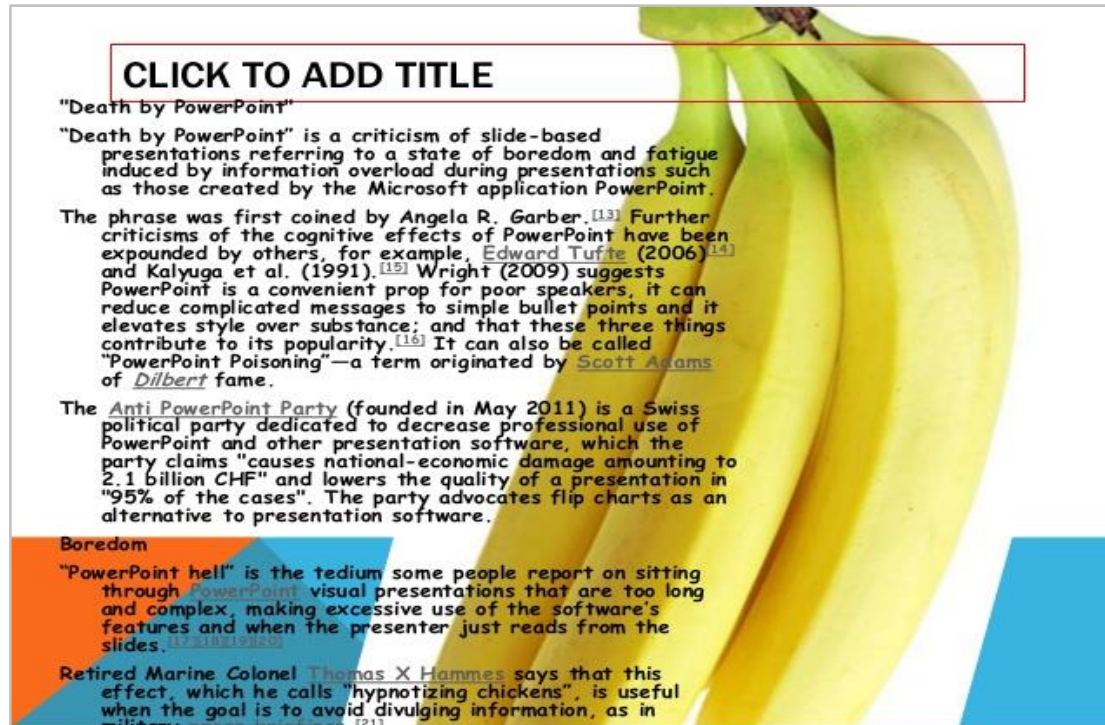 CLICK TO ADD TITLE
"Death by PowerPoint"
“Death by PowerPoint” is a criticism of slide-based
presentations referring to a state of boredom and fatigue
induced by information overload during presentations such
as those created by the Microsoft application PowerPoint.
The phrase was first coined by Angela R. Garber.[13] Further
criticisms of the cognitive effects of PowerPoint have been
expounded by others, for example, Edward Tufte (2006)[14]
and Kalyuga et al. (1991).[15] Wright (2009) suggests
PowerPoint is a convenient prop for poor speakers, it can
reduce complicated messages to simple bullet points and it
elevates style over substance; and that these three things
contribute to its popularity.[16] It can also be called
“PowerPoint Poisoning”—a term originated by Scott Adams
of Dilbert fame.
The Anti PowerPoint Party (founded in May 2011) is a Swiss
political party dedicated to decrease professional use of
PowerPoint and other presentation software, which the
party claims "causes national-economic damage amounting to
2.1 billion CHF" and lowers the quality of a presentation in
"95% of the cases". The party advocates flip charts as an
alternative to presentation software.
Boredom
“PowerPoint hell” is the tedium some people report on sitting
through PowerPoint visual presentations that are too long
and complex, making excessive use of the software's
features and when the presenter just reads from the
slides.[17][18][19][20]
Retired Marine Colonel Thomas X Hammes says that this
effect, which he calls “hypnotizing chickens”, is useful
when the goal is to avoid divulging information, as in
military press briefings.[21]